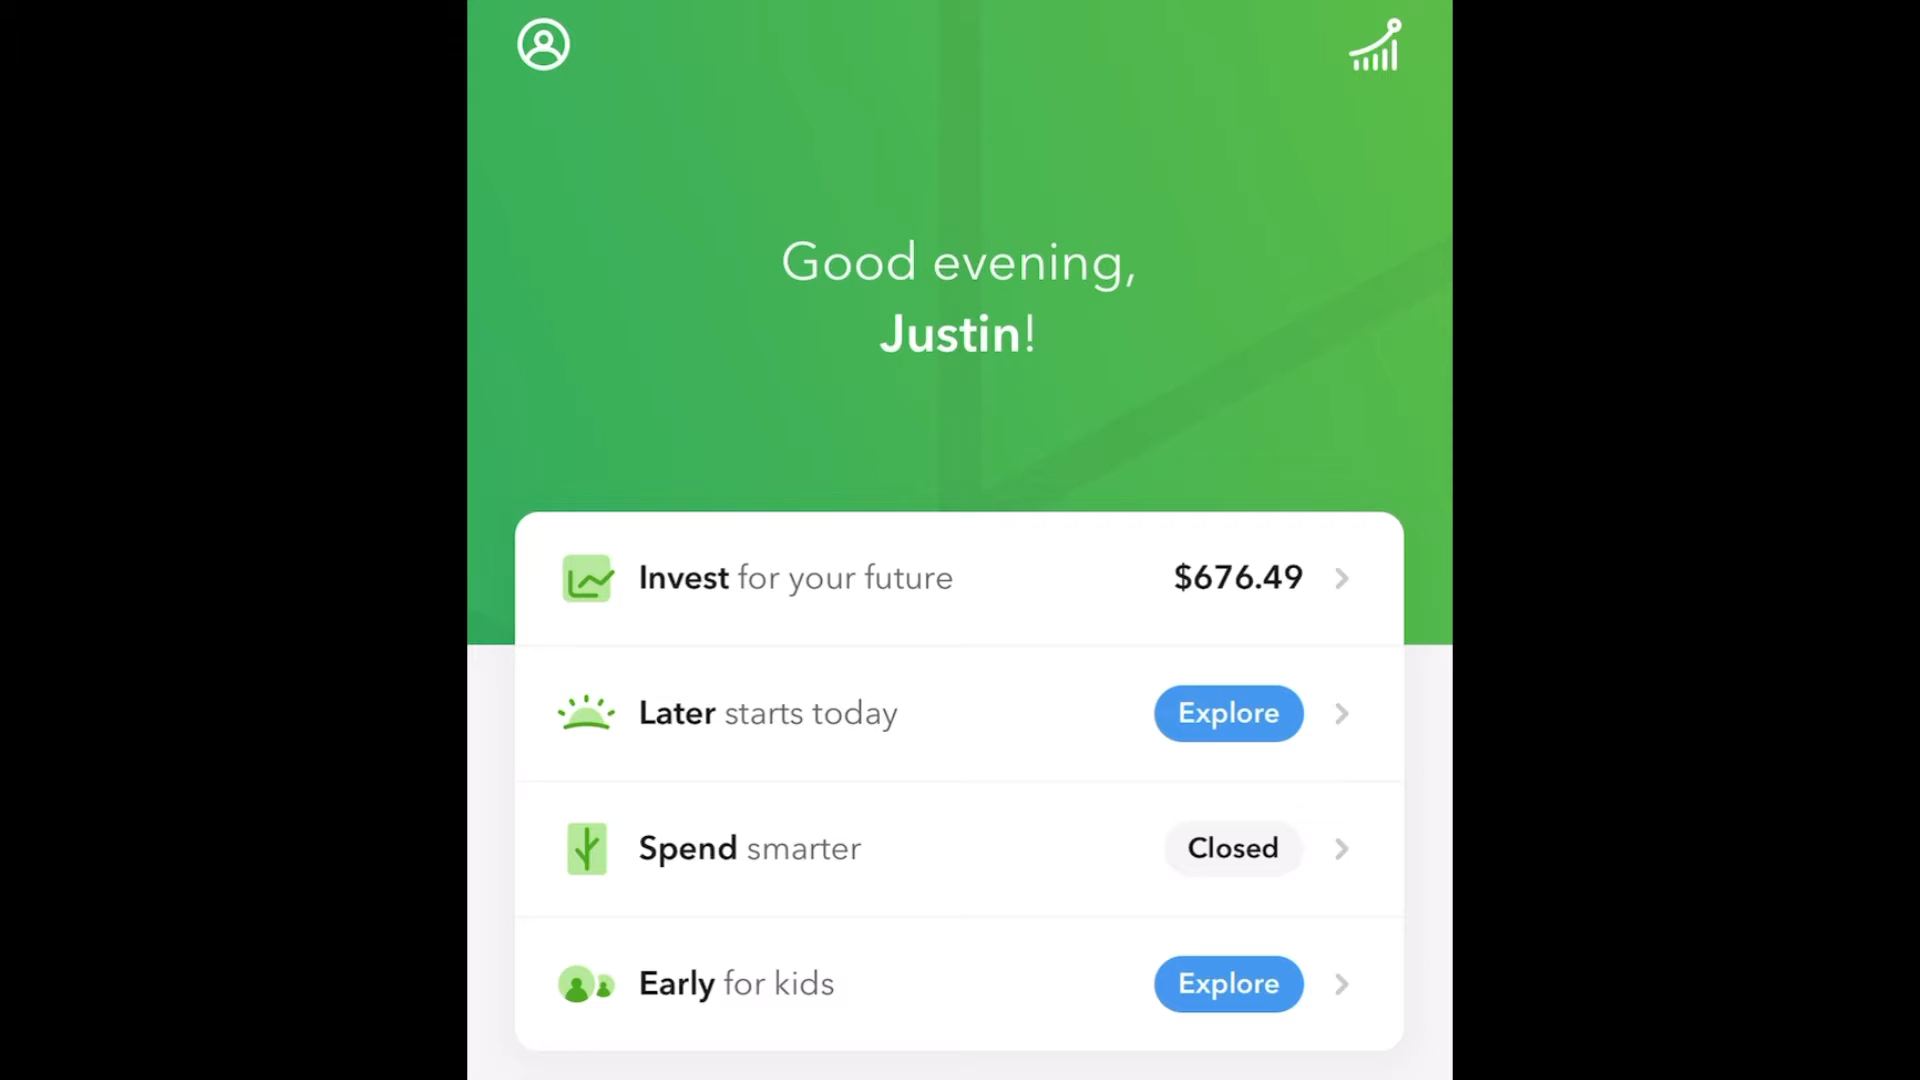 Good evening,
Justin!
Invest for your future $676.49
Later starts today Explore
Spend smarter Closed
Early for kids Explore